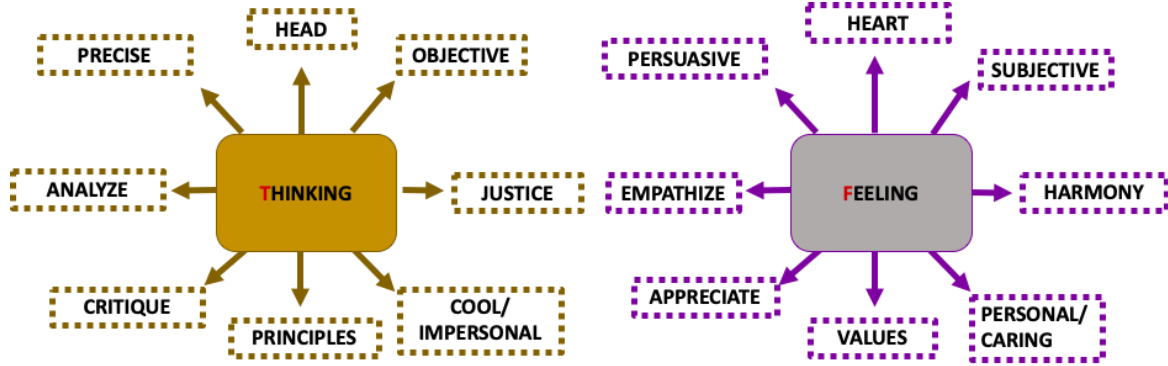 HEAD
PRECISE
OBJECTIVE
ANALYZE
THINKING
JUSTICE
CRITIQUE
PRINCIPLES
COOL/
IMPERSONAL
HEART
PERSUASIVE
SUBJECTIVE
EMPATHIZE
FEELING
HARMONY
APPRECIATE
VALUES
PERSONAL/
CARING